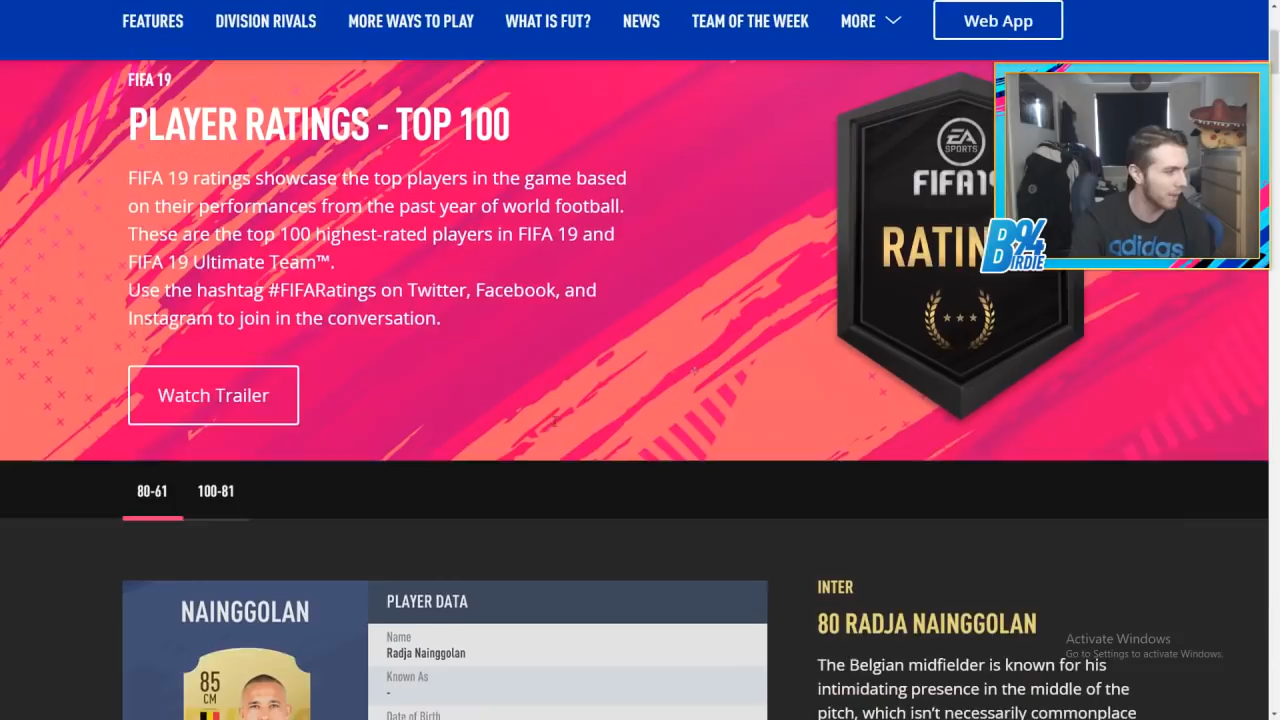 FEATURES DIVISION RIVALS MORE WAYS TO PLAY WHAT IS FUT? NEWS TEAM OF THE WEEK MORE Web App
FIFA 19
PLAYER RATINGS - TOP 100
FIFA 19 ratings showcase the top players in the game based
on their performances from the past year of world football.
These are the top 100 highest-rated players in FIFA 19 and
FIFA 19 Ultimate Team™.
Use the hashtag #FIFARatings on Twitter, Facebook, and
Instagram to join in the conversation.
Watch Trailer
EA
SPORTS
FIFA19
RATIN
B94
BIRDIE
adidas
80-61 100-81
NAINGGOLAN
85
CM
PLAYER DATA
Name
Radja Nainggolan
Known As
-
Date of Birth
INTER
80 RADJA NAINGGOLAN
The Belgian midfielder is known for his
intimidating presence in the middle of the
pitch, which isn't necessarily commonplace
Activate Windows
Go to Settings to activate Windows.